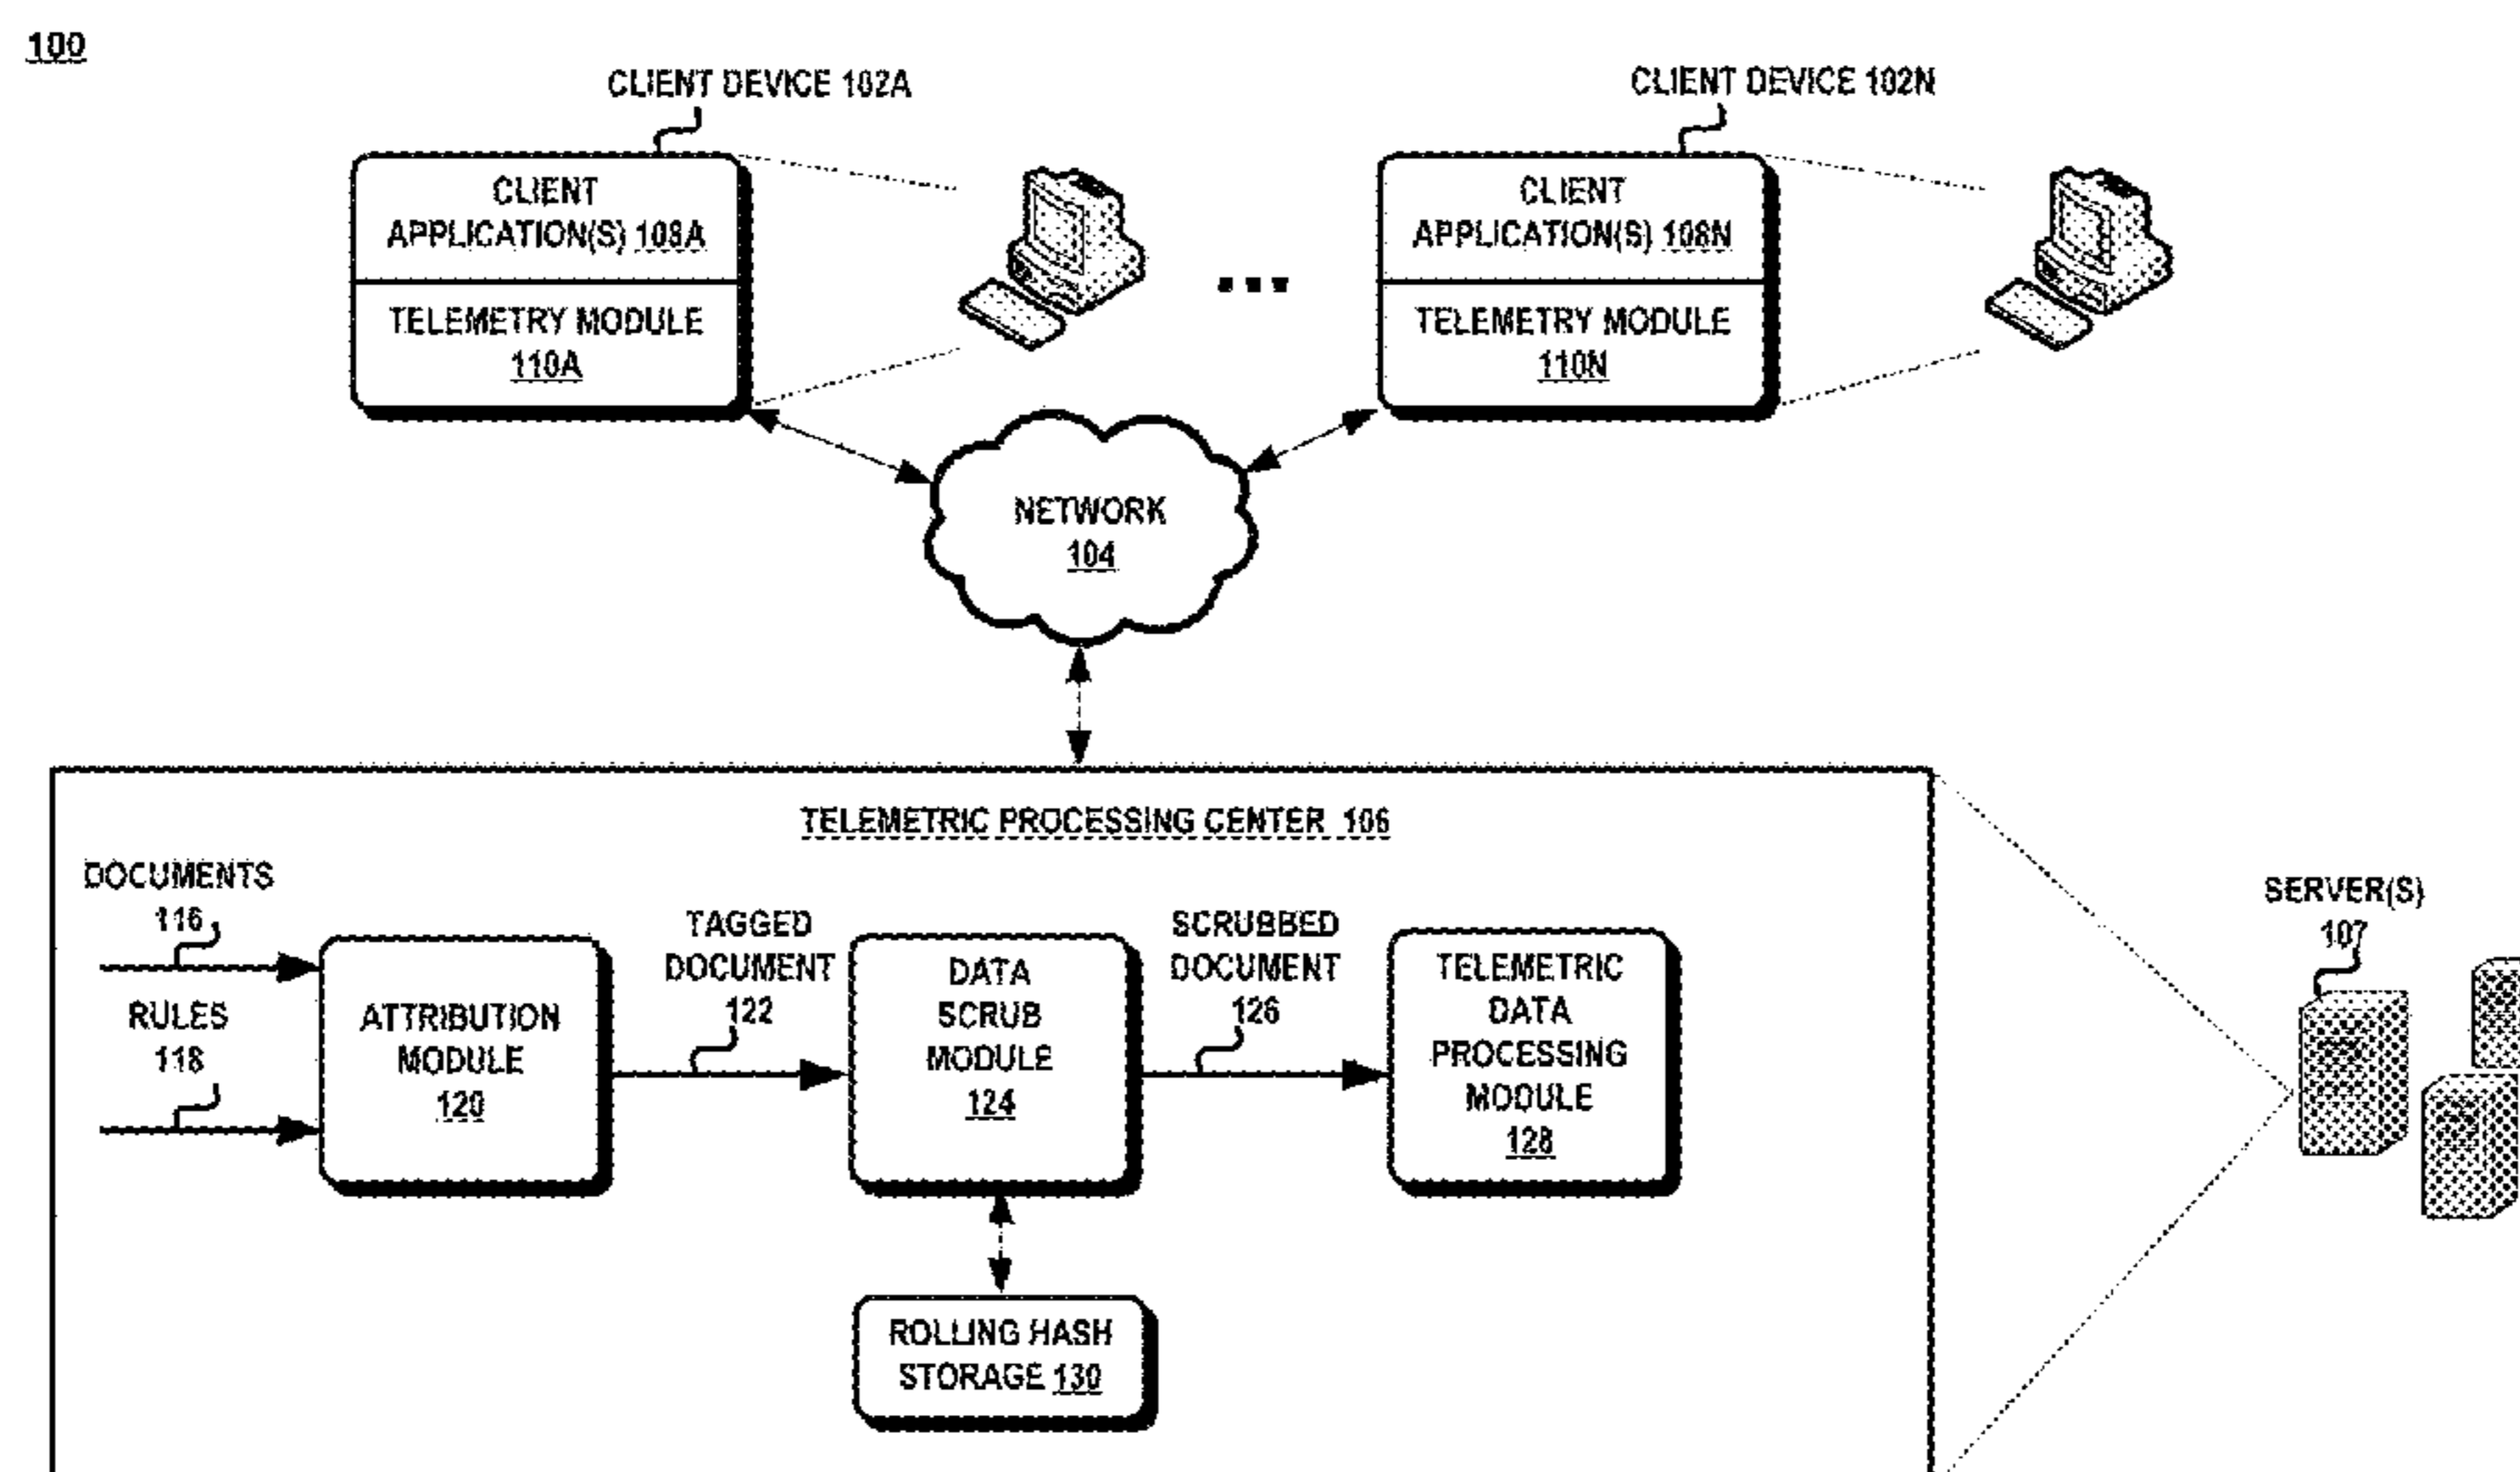 100
CLIENT DEVICE 102A
CLIENT DEVICE 102N
CLIENT
APPLICATION(S) 108A
TELEMETRY MODULE
110A
CLIENT
APPLICATION(S) 108N
TELEMETRY MODULE
110N
NETWORK
104
TELEMETRIC PROCESSING CENTER 106
DOCUMENTS
116
RULES
118
ATTRIBUTION
MODULE
120
TAGGED
DOCUMENT
122
DATA
SCRUB
MODULE
124
SCRUBBED
DOCUMENT
126
TELEMETRIC
DATA
PROCESSING
MODULE
128
ROLLING HASH
STORAGE 130
SERVER(S)
107